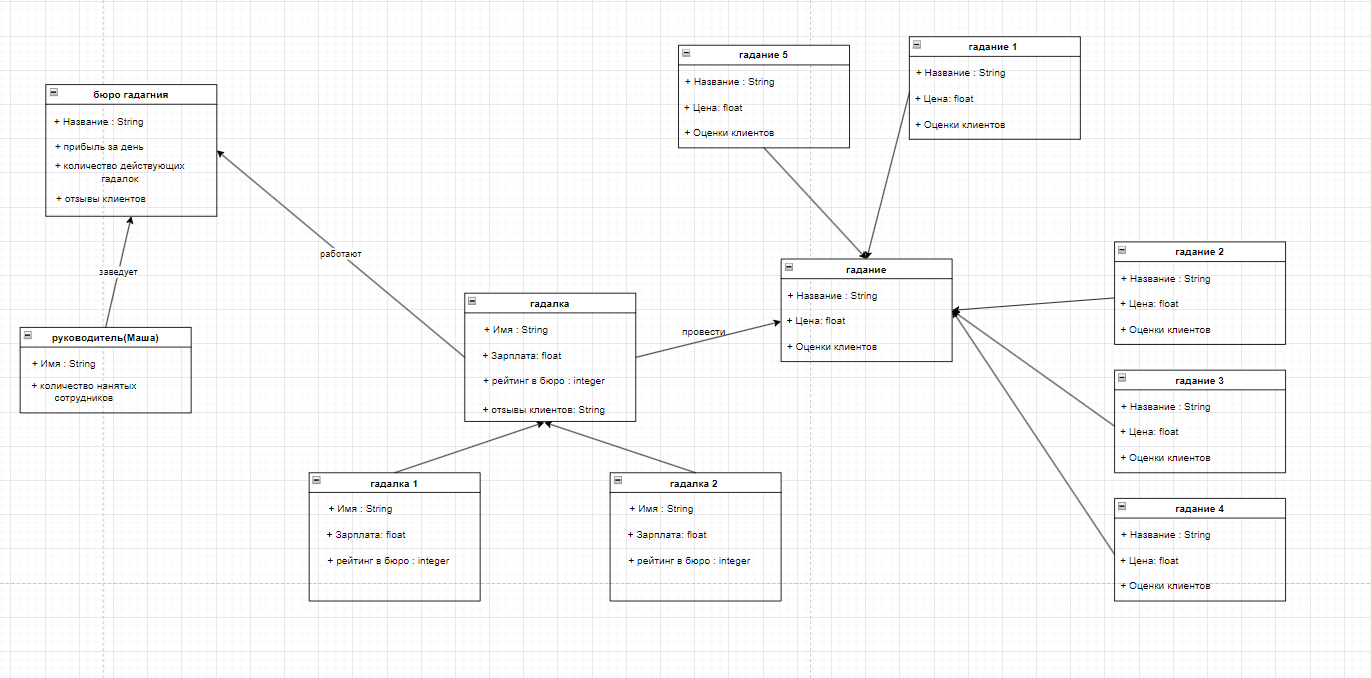 бюро гадагния
+ Название : String
+ прибыль за день
+ количество действующих
гадалок
+ отзывы клиентов
заведует
руководитель(Маша)
+ Имя : String
+ количество нанятых
сотрудников
работают
гадалка
+ Имя : String
+ Зарплата: float
+ рейтинг в бюро : integer
+ отзывы клиентов: String
гадалка 1
+ Имя : String
+ Зарплата: float
+ рейтинг в бюро : integer
гадалка 2
+ Имя : String
+ Зарплата: float
+ рейтинг в бюро : integer
провести
гадание 5
+ Название : String
+ Цена: float
+ Оценки клиентов
гадание 1
+ Название : String
+ Цена: float
+ Оценки клиентов
гадание
+ Название : String
+ Цена: float
+ Оценки клиентов
гадание 2
+ Название : String
+ Цена: float
+ Оценки клиентов
гадание 3
+ Название : String
+ Цена: float
+ Оценки клиентов
гадание 4
+ Название : String
+ Цена: float
+ Оценки клиентов